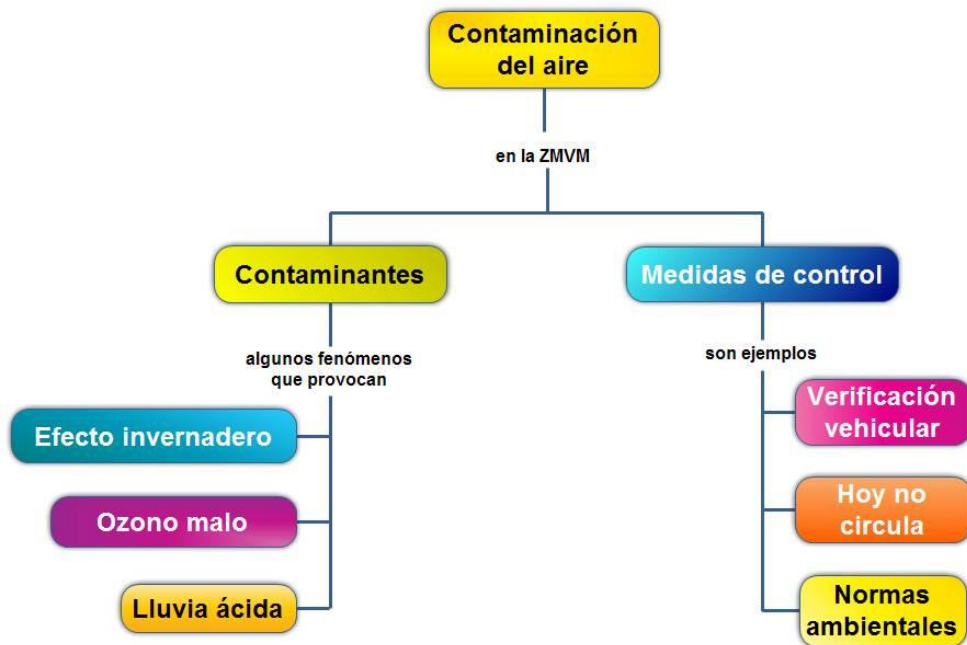 Contaminación
del aire
en la ZMVM
Contaminantes
algunos fenómenos
que provocan
Efecto invernadero
Ozono malo
Lluvia ácida
Medidas de control
son ejemplos
Verificación
vehicular
Hoy no
circula
Normas
ambientales